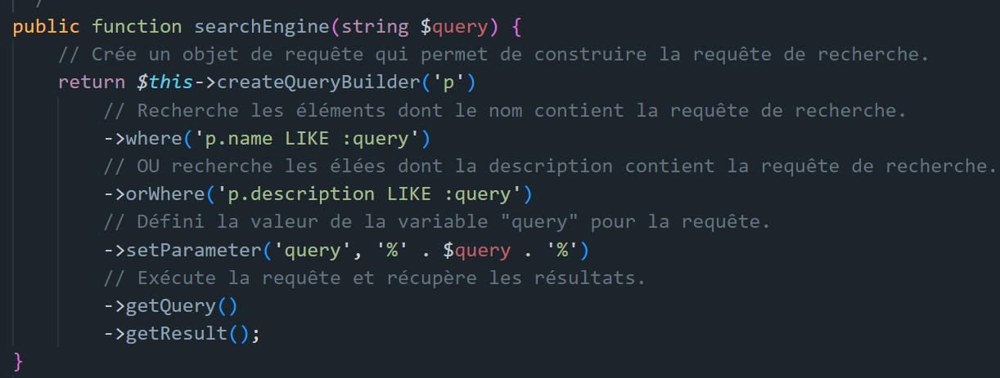 /
public function searchEngine(string $query) {
// Crée un objet de requête qui permet de construire la requête de recherche.
return $this->createQueryBuilder('p')
// Recherche les éléments dont le nom contient la requête de recherche.
->where('p.name LIKE :query')
// OU recherche les élées dont la description contient la requête de recherche.
->orWhere('p.description LIKE :query')
// Défini la valeur de la variable "query" pour la requête.
->setParameter('query', '%' . $query . '%')
// Exécute la requête et récupère les résultats.
->getQuery()
->getResult();
}